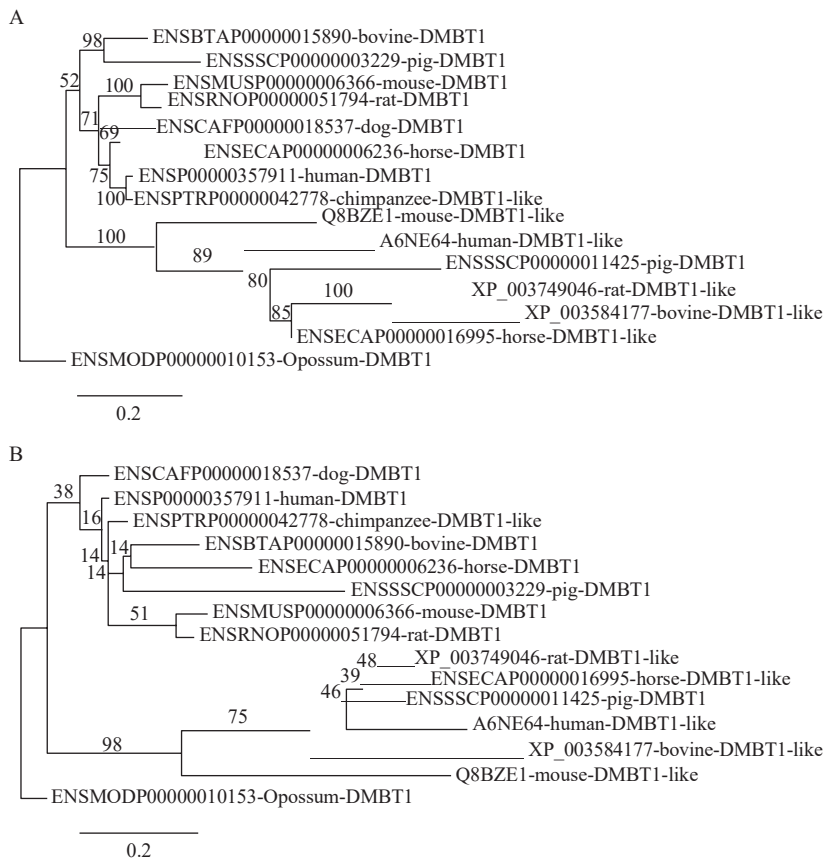 A
98
ENSBTAP00000015890-bovine-DMBT1
ENSSSCP00000003229-pig-DMBT1
52
100
ENSMUSP00000006366-mouse-DMBT1
ENSRNOP00000051794-rat-DMBT1
71
69
ENSCAFP00000018537-dog-DMBT1
ENSECAP00000006236-horse-DMBT1
75
ENSP00000357911-human-DMBT1
100
ENSPTRP00000042778-chimpanzee-DMBT1-like
Q8BZE1-mouse-DMBT1-like
100
A6NE64-human-DMBT1-like
89
ENSSSCP00000011425-pig-DMBT1
80
100
XP_003749046-rat-DMBT1-like
85
XP_003584177-bovine-DMBT1-like
ENSECAP00000016995-horse-DMBT1-like
ENSMODP00000010153-Opossum-DMBT1
0.2
B
ENSCAFP00000018537-dog-DMBT1
38
ENSP00000357911-human-DMBT1
16
ENSPTRP00000042778-chimpanzee-DMBT1-like
14
14
ENSBTAP00000015890-bovine-DMBT1
14
ENSECAP00000006236-horse-DMBT1
ENSSSCP00000003229-pig-DMBT1
51
ENSMUSP00000006366-mouse-DMBT1
ENSRNOP00000051794-rat-DMBT1
48
XP_003749046-rat-DMBT1-like
39
ENSECAP00000016995-horse-DMBT1-like
46
ENSSSCP00000011425-pig-DMBT1
75
A6NE64-human-DMBT1-like
98
XP_003584177-bovine-DMBT1-like
Q8BZE1-mouse-DMBT1-like
ENSMODP00000010153-Opossum-DMBT1
0.2